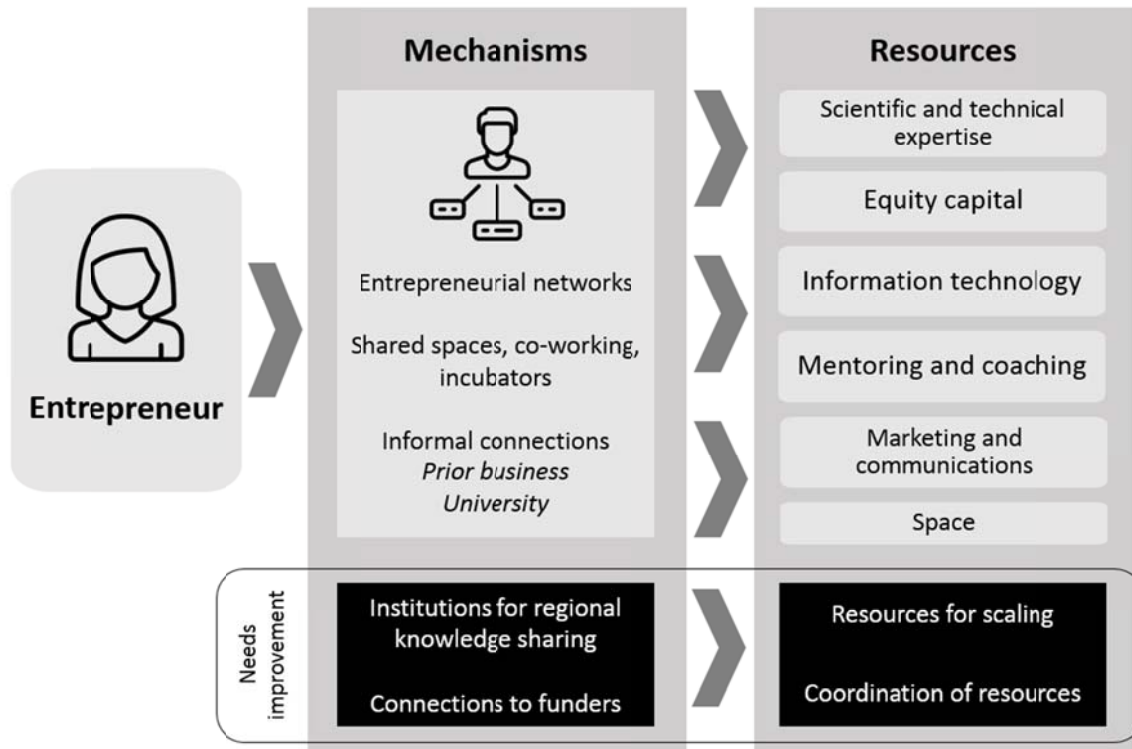 Entrepreneur
Mechanisms
Entrepreneurial networks
Shared spaces, co-working,
incubators
Informal connections
Prior business
University
Resources
Scientific and technical
expertise
Equity capital
Information technology
Mentoring and coaching
Marketing and
communications
Space
Needs
improvement
Institutions for regional
knowledge sharing
Connections to funders
Resources for scaling
Coordination of resources